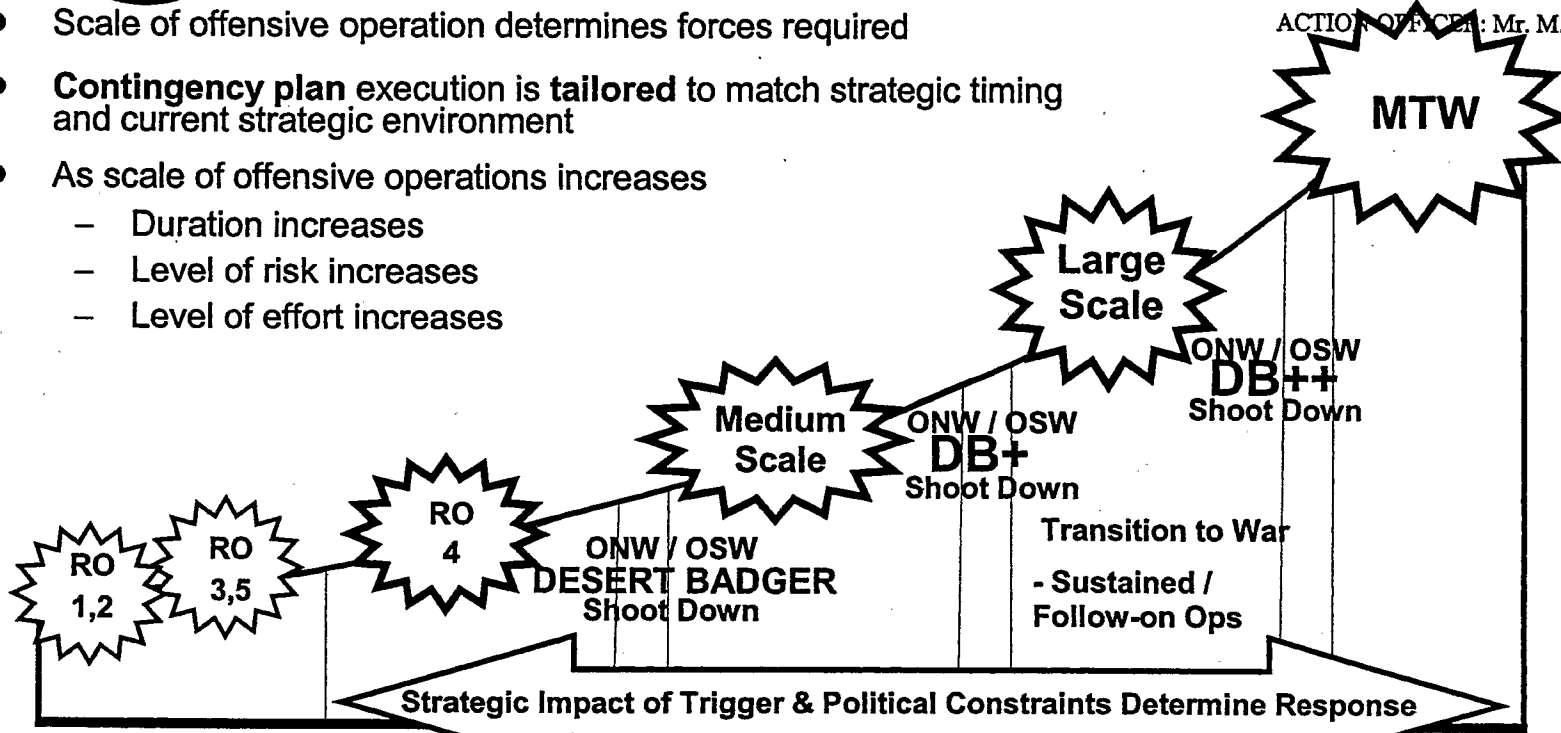 • Scale of offensive operation determines forces required
ACTION OFFICER: Mr. M.
• Contingency plan execution is tailored to match strategic timing
and current strategic environment
• As scale of offensive operations increases
– Duration increases
– Level of risk increases
– Level of effort increases
MTW
Large
Scale
ONW / OSW
DB++
Shoot Down
Medium
Scale
ONW / OSW
DB+
Shoot Down
RO
4
ONW / OSW
DESERT BADGER
Shoot Down
RO
3,5
RO
1,2
Transition to War
- Sustained /
Follow-on Ops
Strategic Impact of Trigger & Political Constraints Determine Response